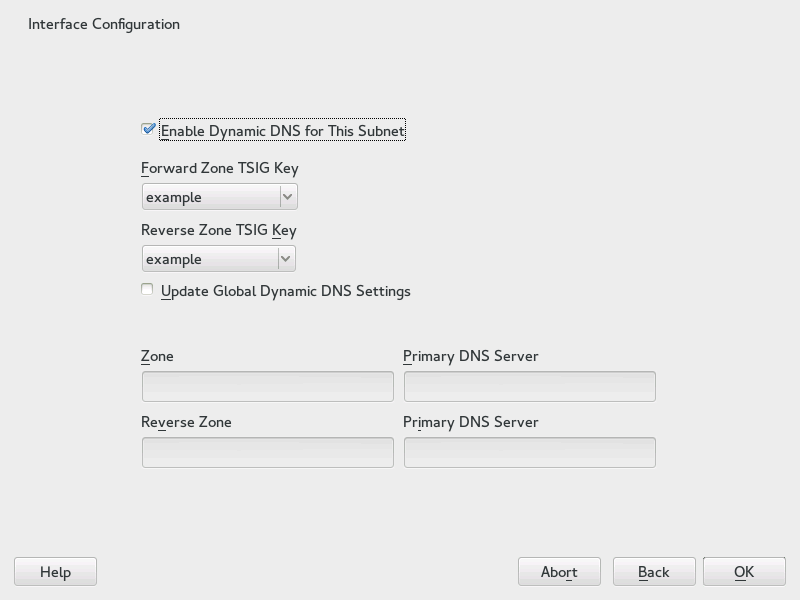 Interface Configuration
Enable Dynamic DNS for This Subnet
Forward Zone TSIG Key
example
Reverse Zone TSIG Key
example
Update Global Dynamic DNS Settings
Zone Primary DNS Server
Reverse Zone Primary DNS Server
Help Abort Back OK